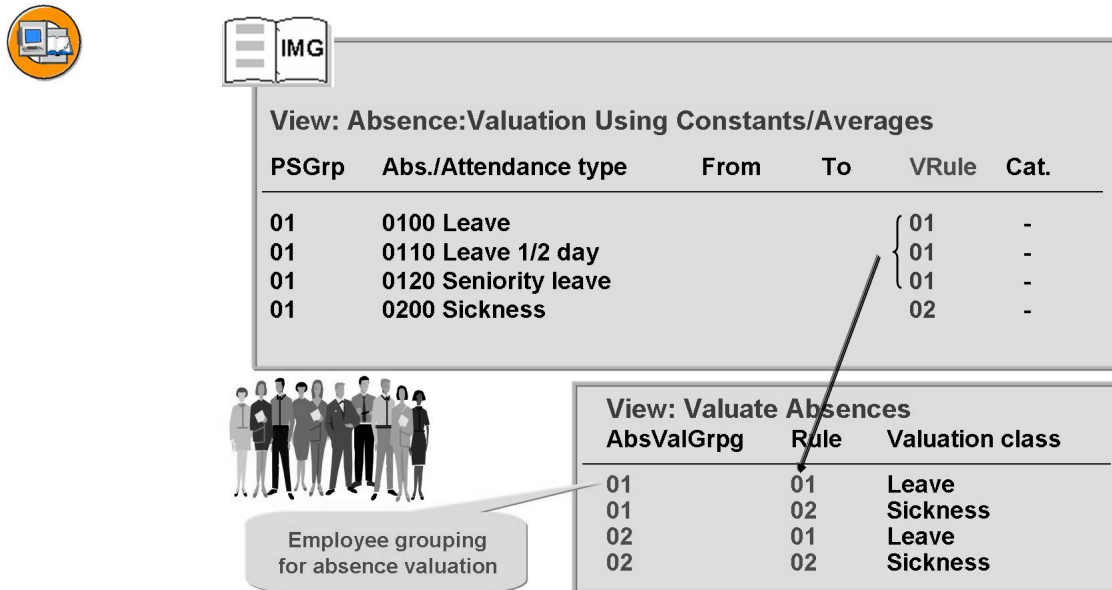 IMG
View: Absence:Valuation Using Constants/Averages
PSGrp Abs./Attendance type From To VRule Cat.
01 0100 Leave 01 -
01 0110 Leave 1/2 day 01 -
01 0120 Seniority leave 01 -
01 0200 Sickness 02 -
View: Valuate Absences
AbsValGrpg Rule Valuation class
01 01 Leave
01 02 Sickness
02 01 Leave
02 02 Sickness
Employee grouping
for absence valuation